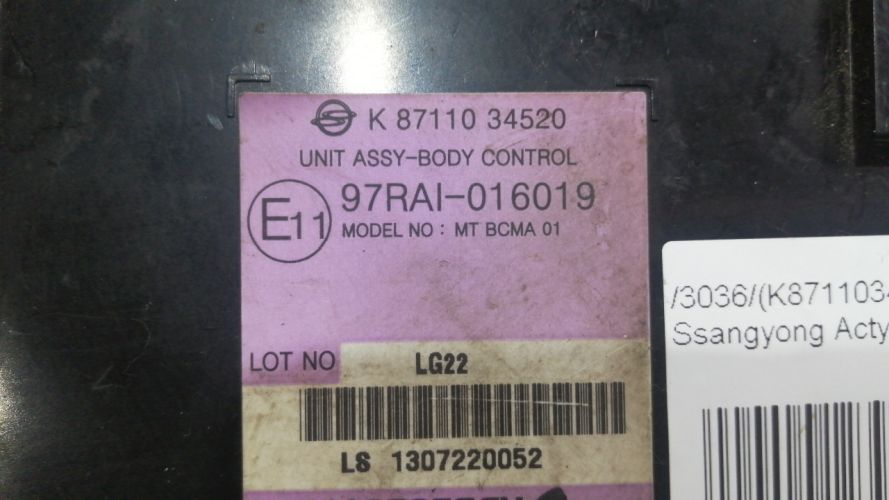 K 87110 34520
UNIT ASSY-BODY CONTROL
E11
97RAI-016019
MODEL NO : MT BCMA 01
LOT NO
LG22
LS 1307220052
/3036/(K8711034
Ssangyong Acty